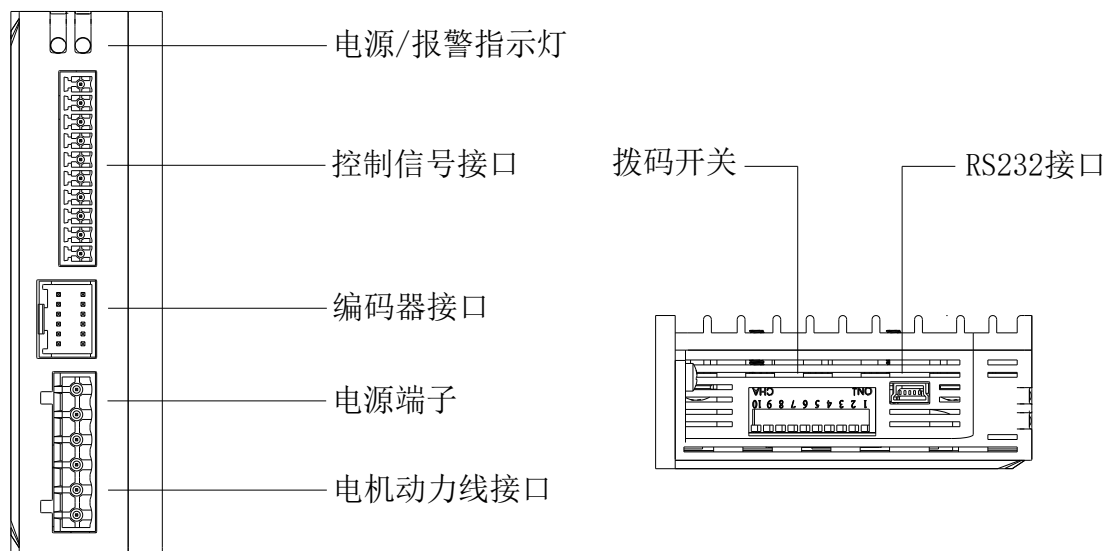 电源/报警指示灯
控制信号接口
编码器接口
电源端子
电机动力线接口
拨码开关
RS232接口
ON↓ CHA
1 2 3 4 5 6 7 8 9 10